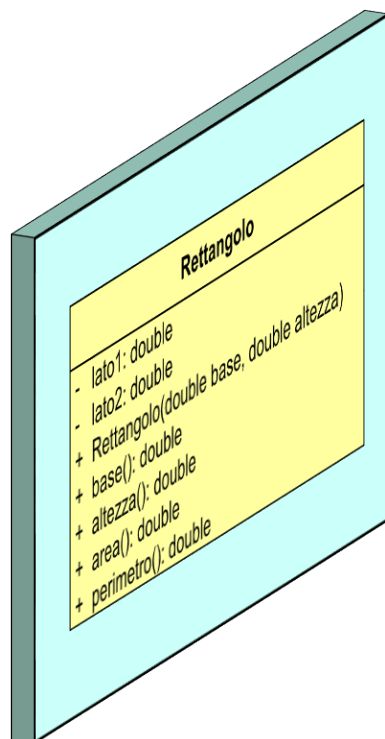 Rettangolo
- lato1: double
- lato2: double
+ Rettangolo(double base, double altezza)
+ base(): double
+ altezza(): double
+ area(): double
+ perimetro(): double